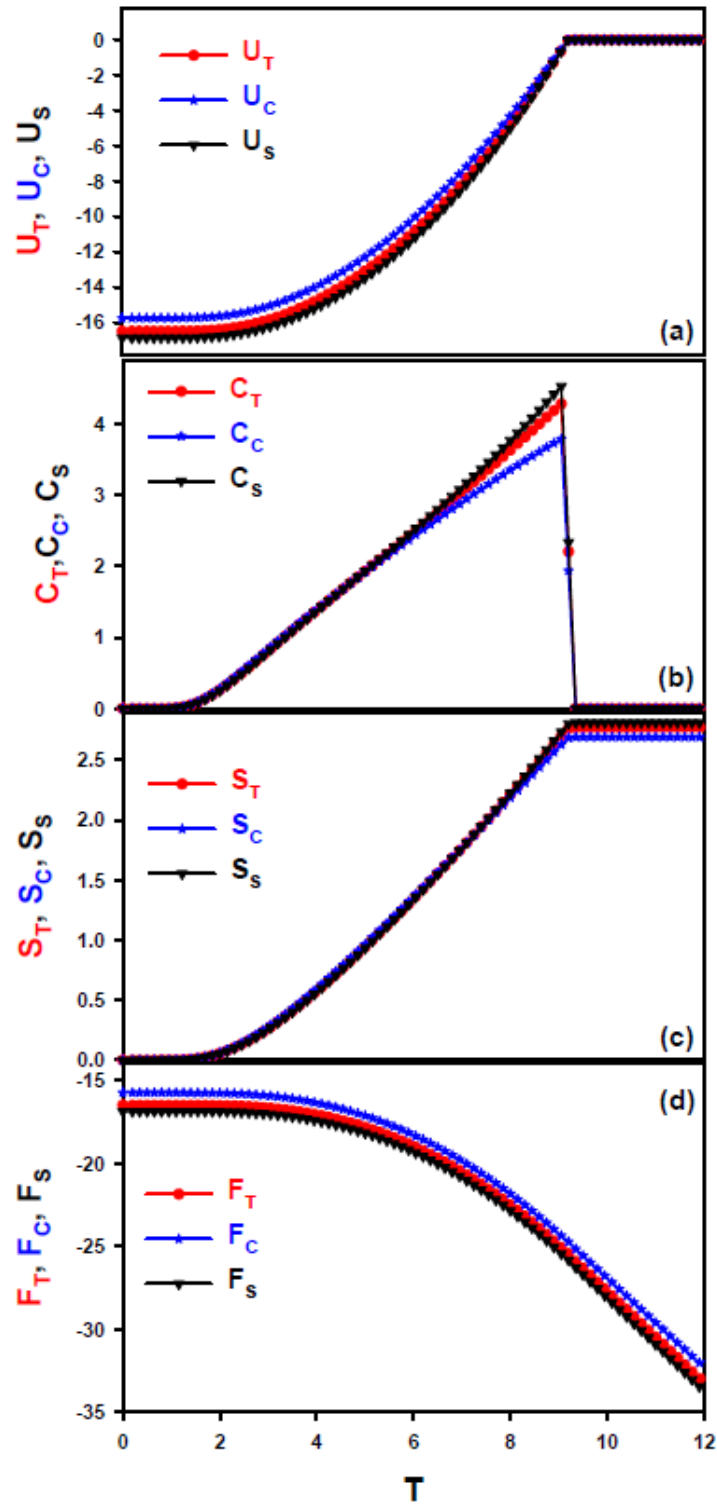 U_T, U_C, U_S
0
-2
-4
-6
-8
-10
-12
-14
-16
U_T
U_C
U_S
(a)
C_T, C_C, C_S
4
3
2
1
0
C_T
C_C
C_S
(b)
S_T, S_C, S_S
2.5
2.0
1.5
1.0
0.5
0.0
S_T
S_C
S_S
(c)
F_T, F_C, F_S
-15
-20
-25
-30
-35
F_T
F_C
F_S
(d)
0 2 4 6 8 10 12
T